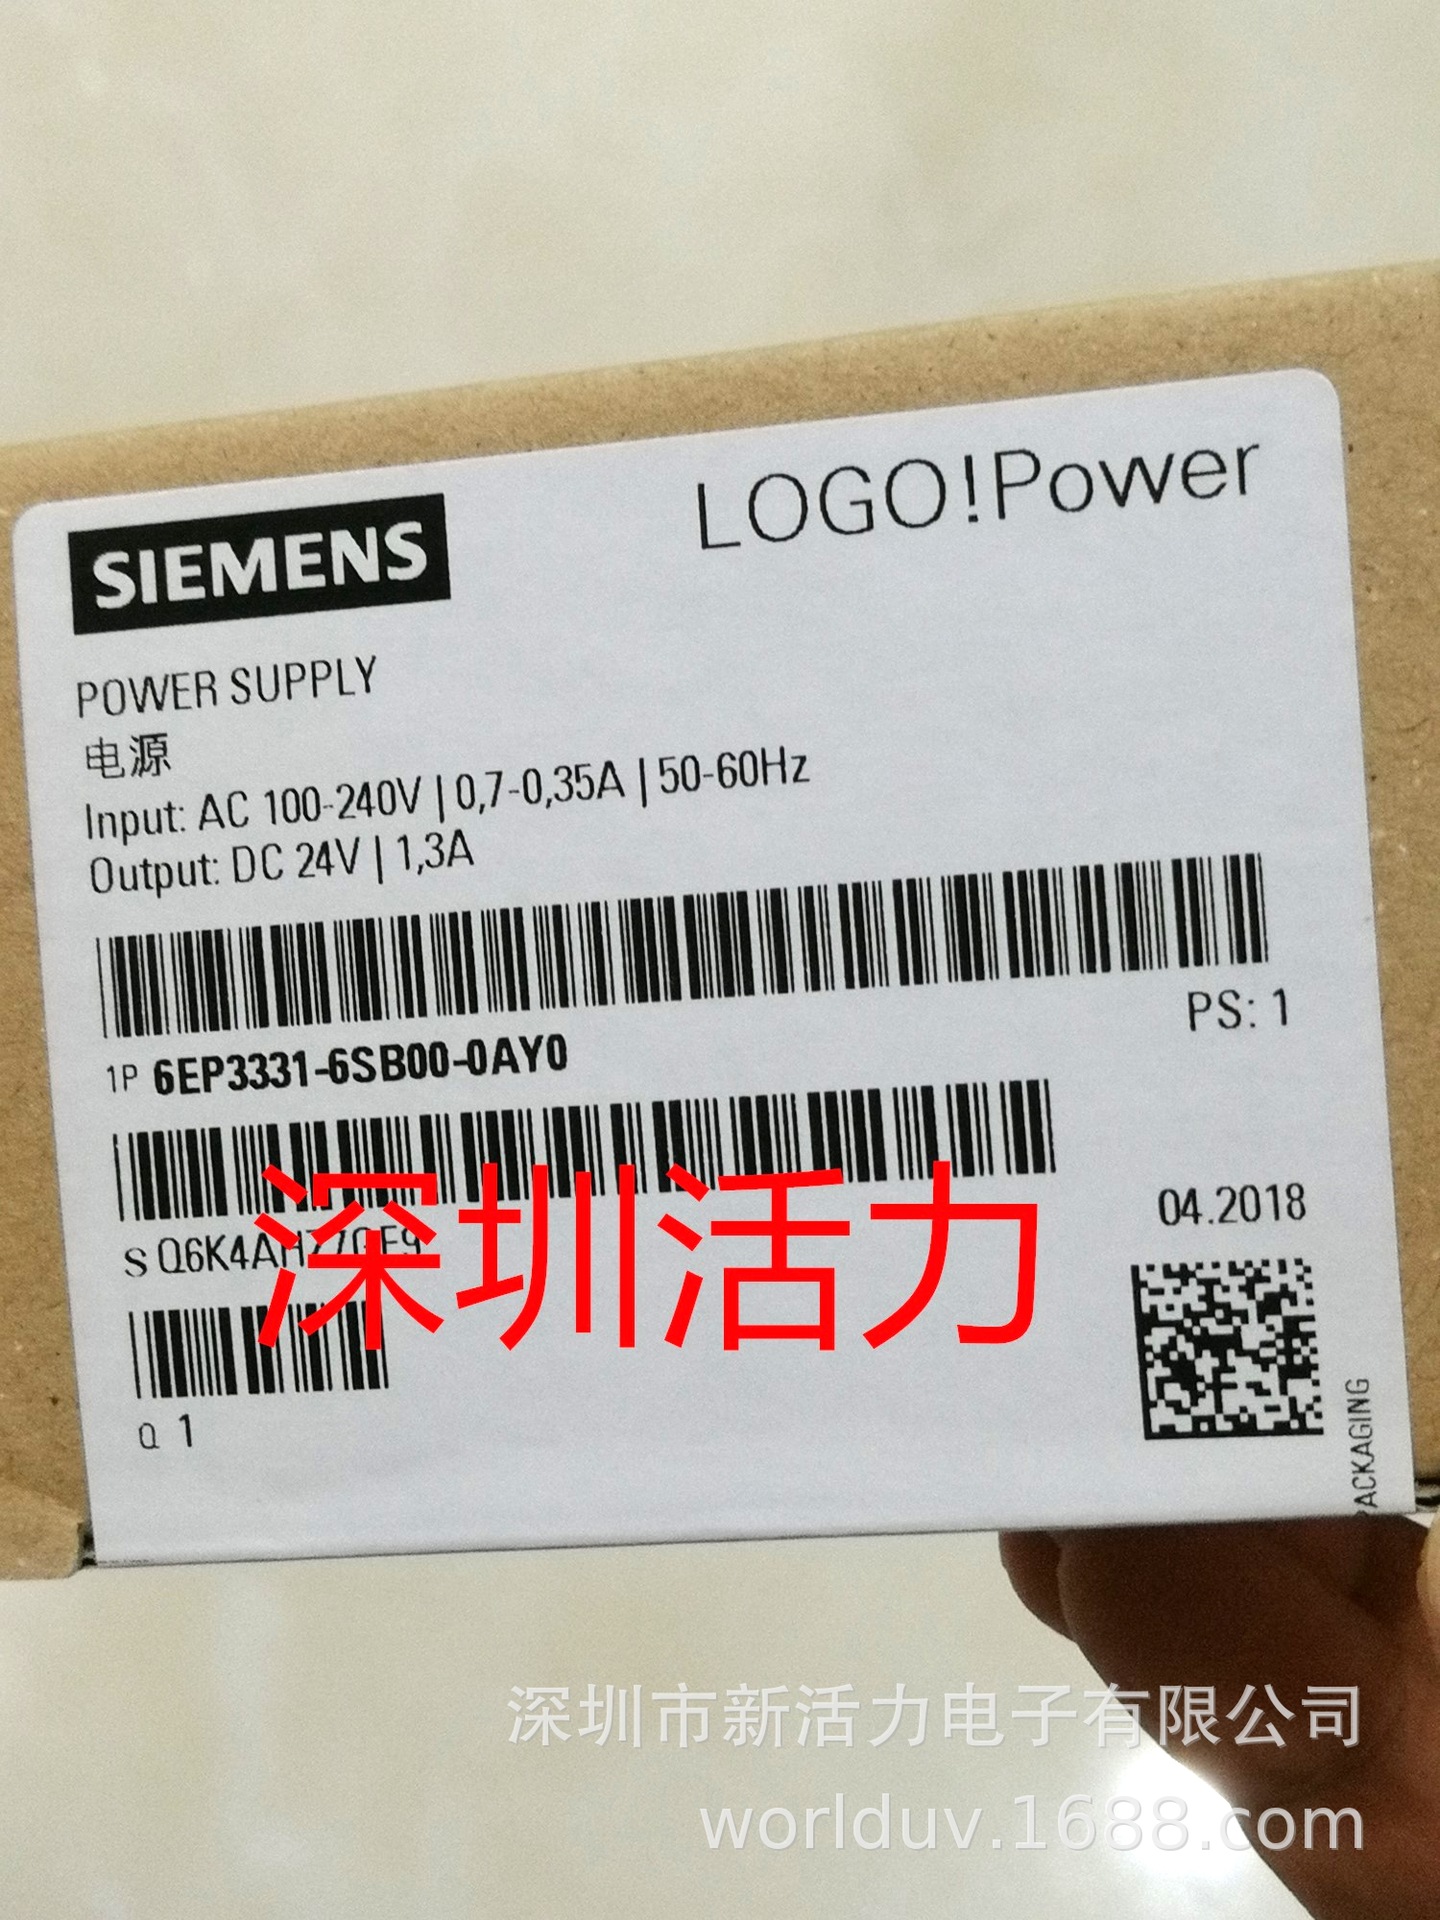 SIEMENS
LOGO!Power
POWER SUPPLY
电源
Input: AC 100-240V | 0,7-0,35A | 50-60Hz
Output: DC 24V | 1,3A
PS: 1
1P 6EP3331-6SB00-0AY0
04.2018
深圳活力
Q 1
PACKAGING
深圳市新活力电子有限公司
worlduv.1688.com